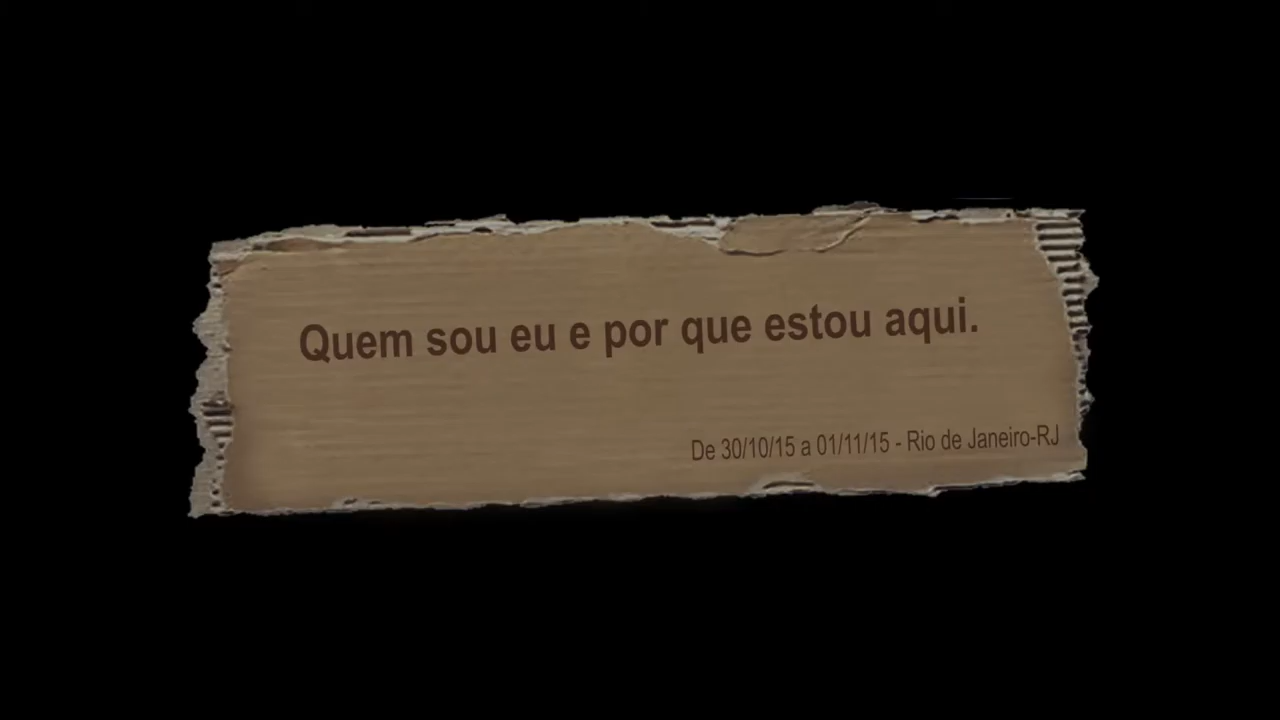 Quem sou eu e por que estou aqui.
De 30/10/15 a 01/11/15 - Rio de Janeiro-RJ